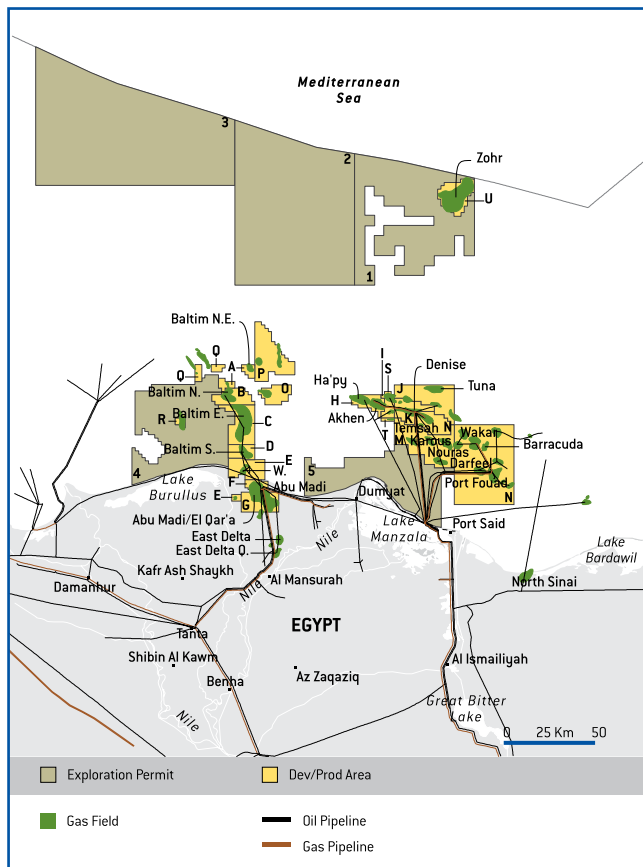 Mediterranean
Sea
3
2
Zohr
U
1
Baltim N.E.
Q
A
P
Q
B
O
Baltim N.
R
Baltim E.
C
Baltim S.
D
E
W.
4
F
Lake
Burullus
E
G
Abu Madi
Abu Madi/El Qar'a
East Delta
East Delta Q.
I
S
Denise
Ha'py
J
Tuna
H
K
Akhen
T
Temsah
N
Wakar
M
Karous
Barracuda
Nouras
Darfeel
5
Port Fouad
N
Dumyat
Nile
Lake
Manzala
Port Said
Lake
Bardawil
North Sinai
Kafr Ash Shaykh
Nile
Al Mansurah
Damanhur
EGYPT
Tanta
Shibin Al Kawm
Al Ismailiyah
Az Zaqaziq
Benha
Great Bitter
Lake
Nile
0 25 Km 50
Exploration Permit
Dev/Prod Area
Gas Field
Oil Pipeline
Gas Pipeline